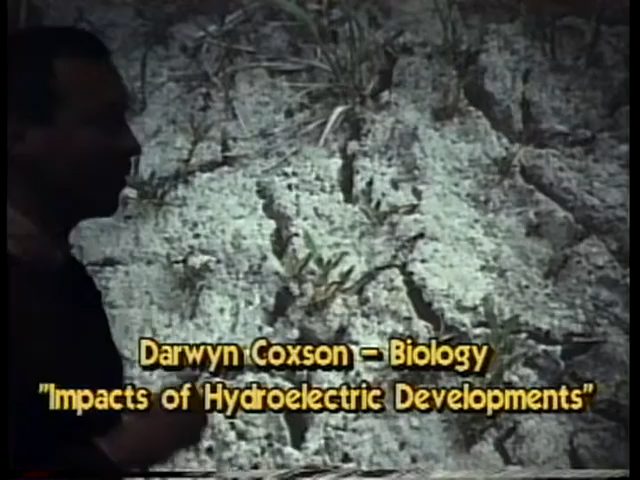 Darwyn Coxson – Biology
"Impacts of Hydroelectric Developments"